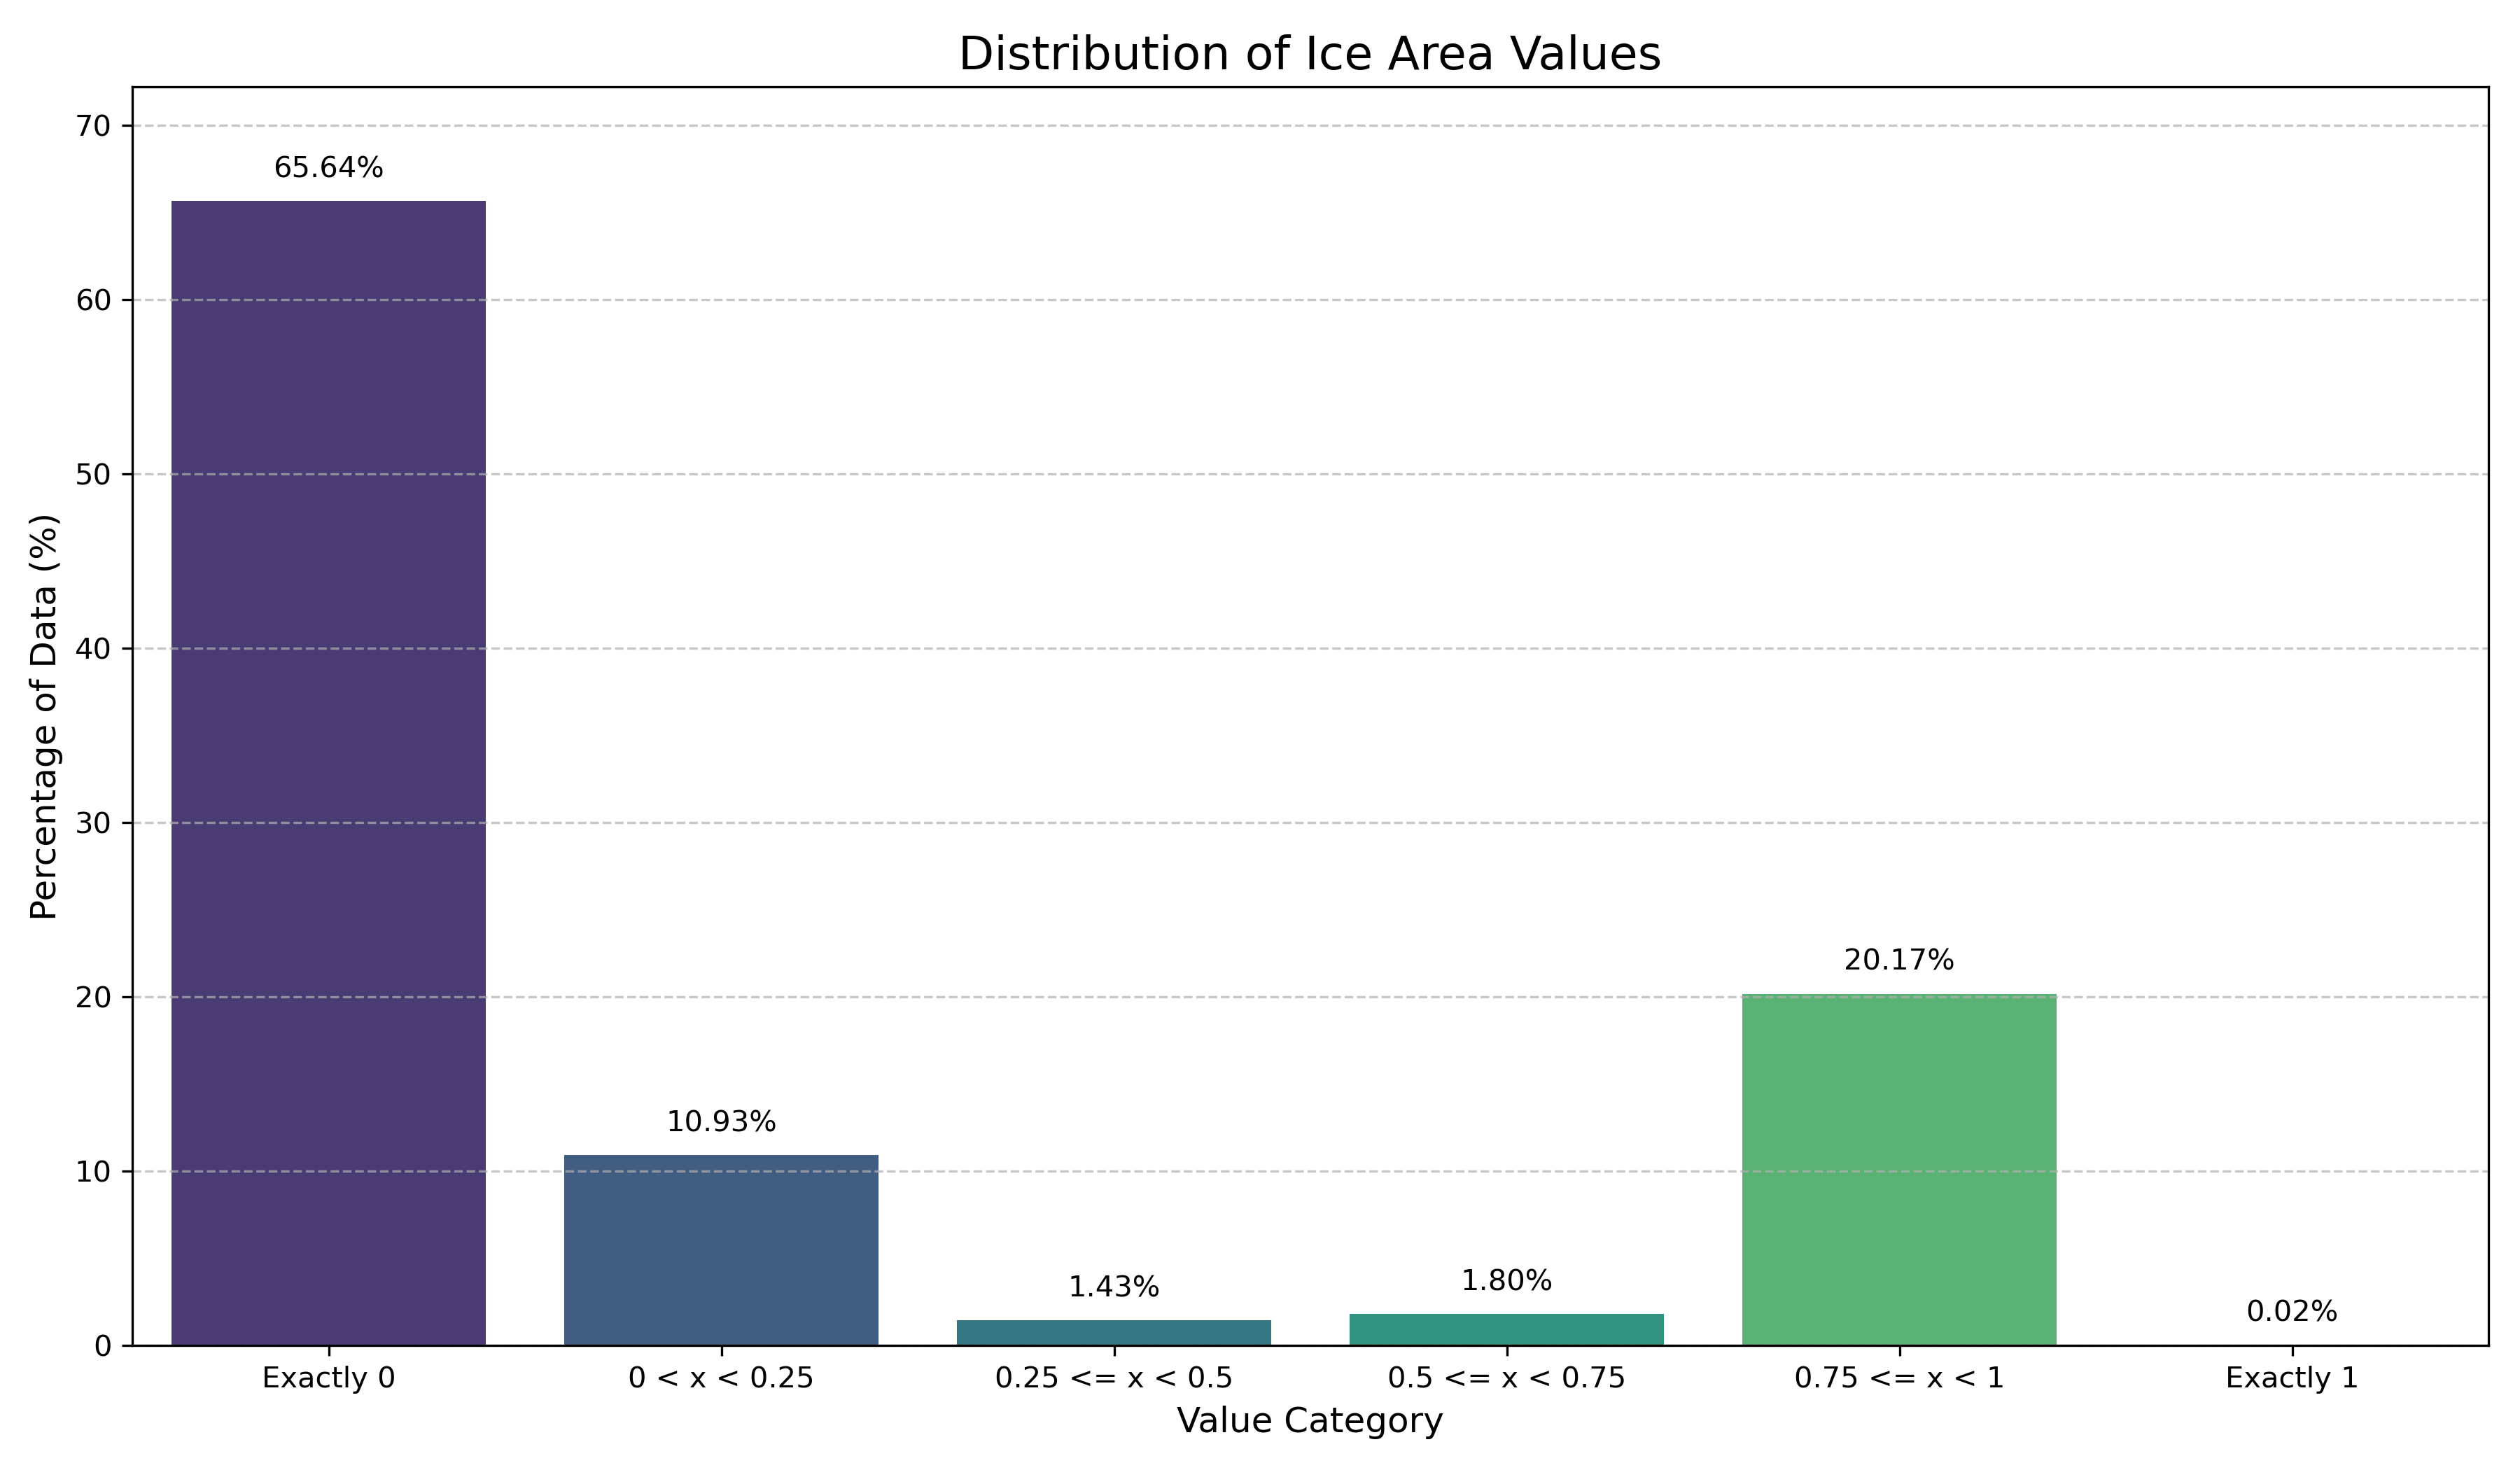 Distribution of Ice Area Values
Percentage of Data (%)
70
60
50
40
30
20
10
0
65.64%
10.93%
1.43%
1.80%
20.17%
0.02%
Exactly 0
0 < x < 0.25
0.25 <= x < 0.5
0.5 <= x < 0.75
0.75 <= x < 1
Exactly 1
Value Category